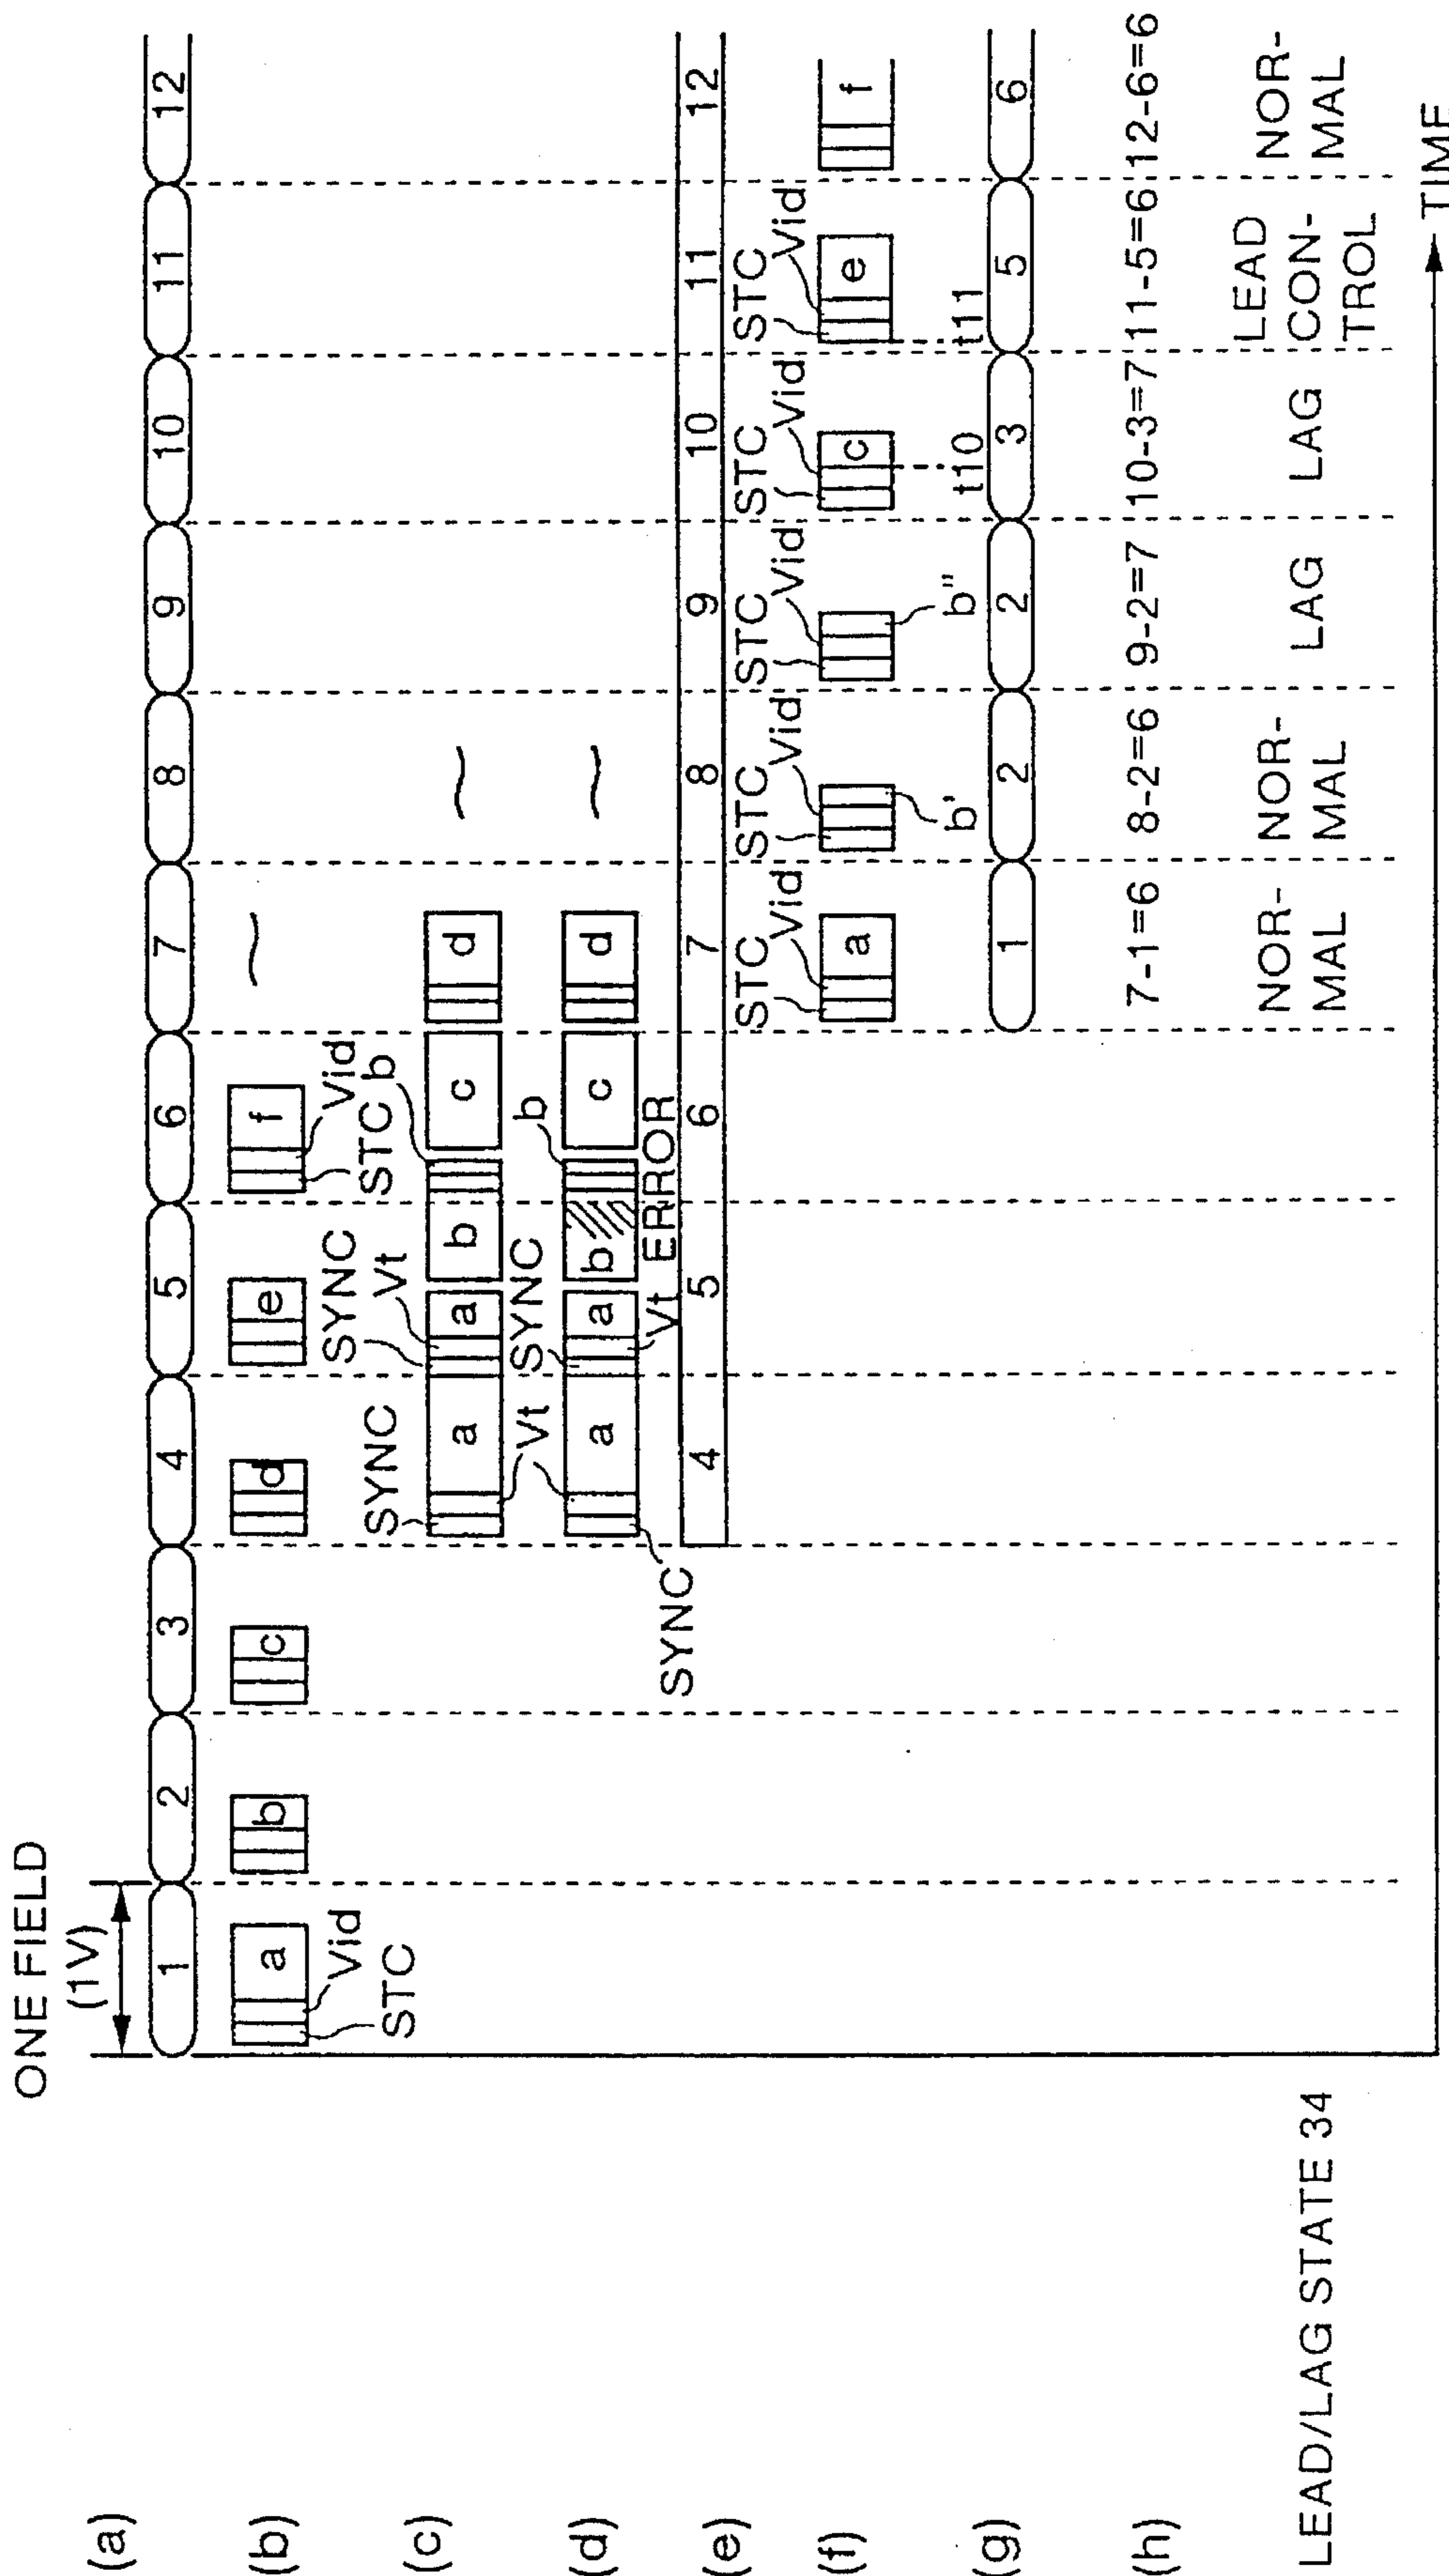 ONE FIELD
(1V)
(a)
1 2 3 4 5 6 7 8 9 10 11 12
(b)
a b c d e f
Vid
STC
Vid
STC
(c)
SYNC
SYNC
Vt
b
a a b c d
(d)
Vt
SYNC
b
a a b c d
SYNC
Vt
ERROR
(e)
4 5 6 7 8 9 10 11 12
(f)
STC Vid STC Vid STC Vid STC Vid STC Vid
a c e f
b' b" t10 t11
(g)
1 2 2 3 5 6
(h)
7-1=6 8-2=6 9-2=7 10-3=7 11-5=6 12-6=6
LEAD/LAG STATE 34
NOR-
MAL
NOR-
MAL
LAG
LAG
LEAD
CON-
TROL
NOR-
MAL
TIME